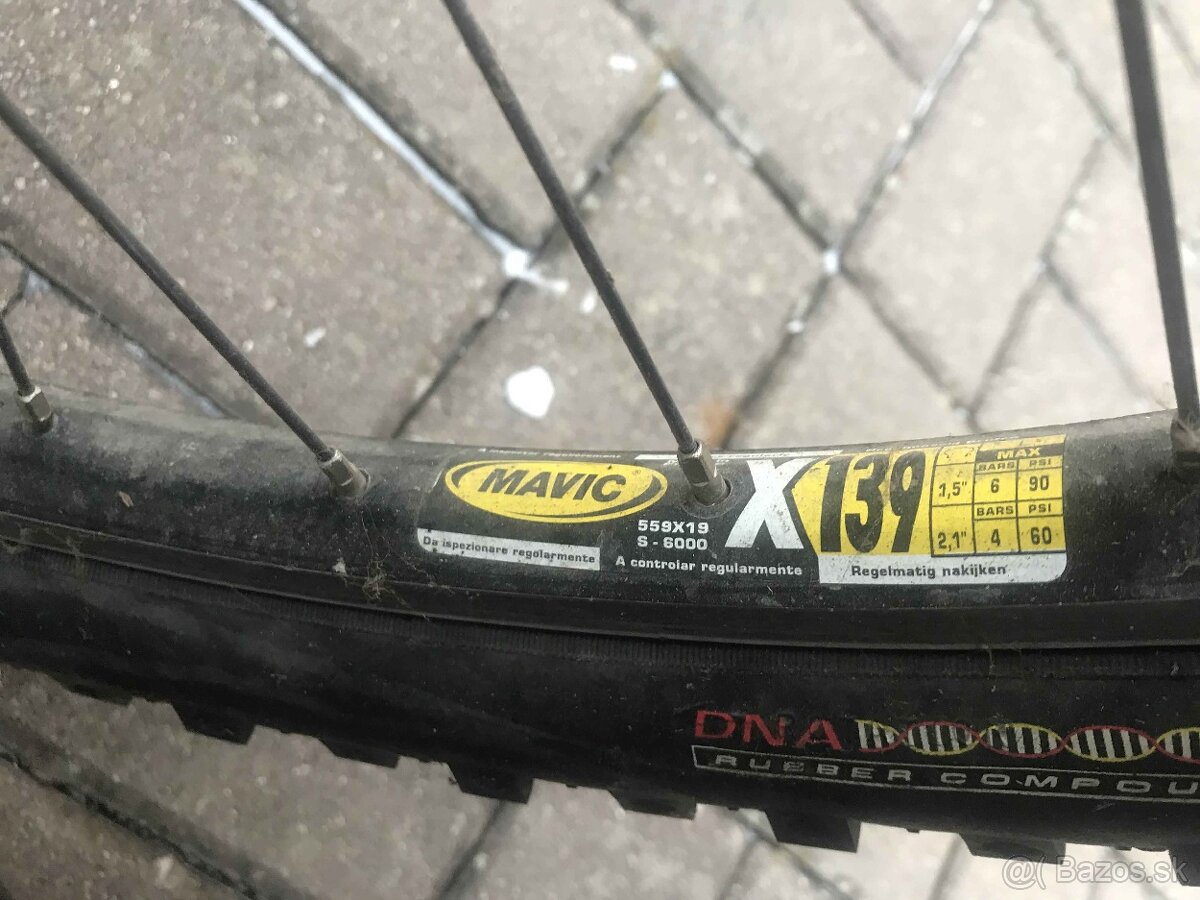 MAVIC
559X19
S - 6000
Da ispezionare regolarmente
A controlar regularmente
X 139
MAX
BARS PSI
1,5" 6 90
BARS PSI
2,1" 4 60
Regelmatig nakijken
DNA
RUBBER COMPOU
@( Bazos.sk